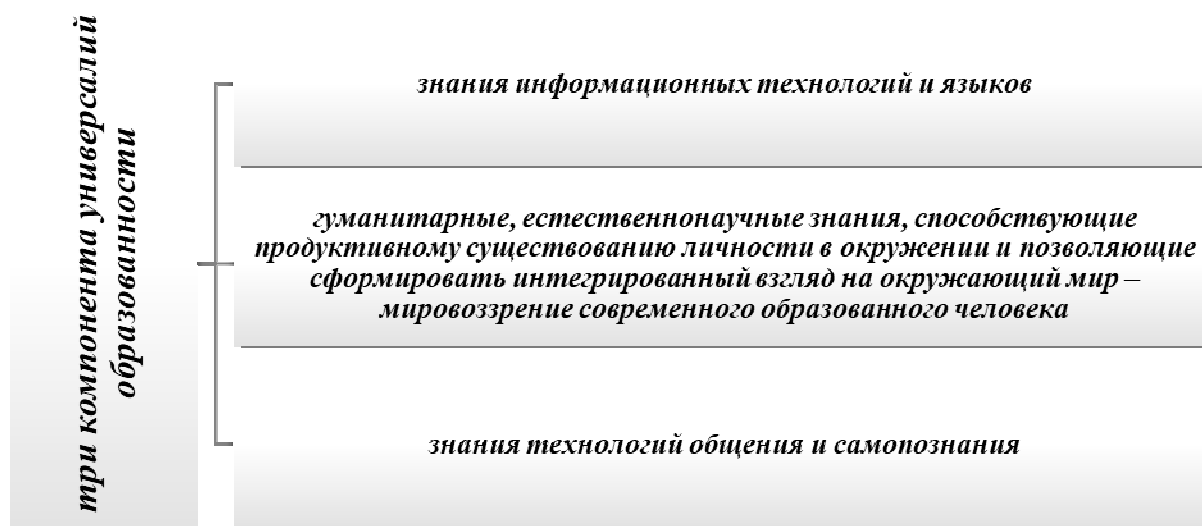 три компонента универсалий
образованности
знания информационных технологий и языков
гуманитарные, естественнонаучные знания, способствующие
продуктивному существованию личности в окружении и позволяющие
сформировать интегрированный взгляд на окружающий мир –
мировоззрение современного образованного человека
знания технологий общения и самопознания